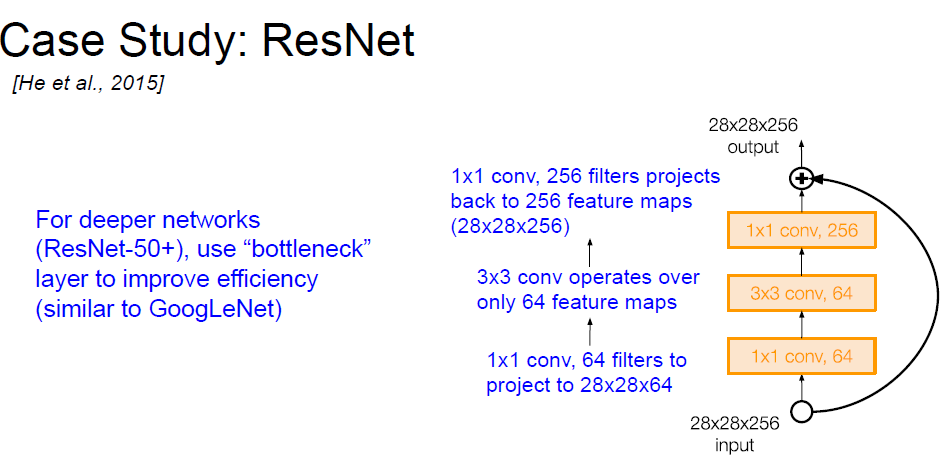 Case Study: ResNet
[He et al., 2015]
For deeper networks
(ResNet-50+), use “bottleneck”
layer to improve efficiency
(similar to GoogLeNet)
1x1 conv, 256 filters projects
back to 256 feature maps
(28x28x256)
3x3 conv operates over
only 64 feature maps
1x1 conv, 64 filters to
project to 28x28x64
28x28x256
output
1x1 conv, 256
3x3 conv, 64
1x1 conv, 64
28x28x256
input